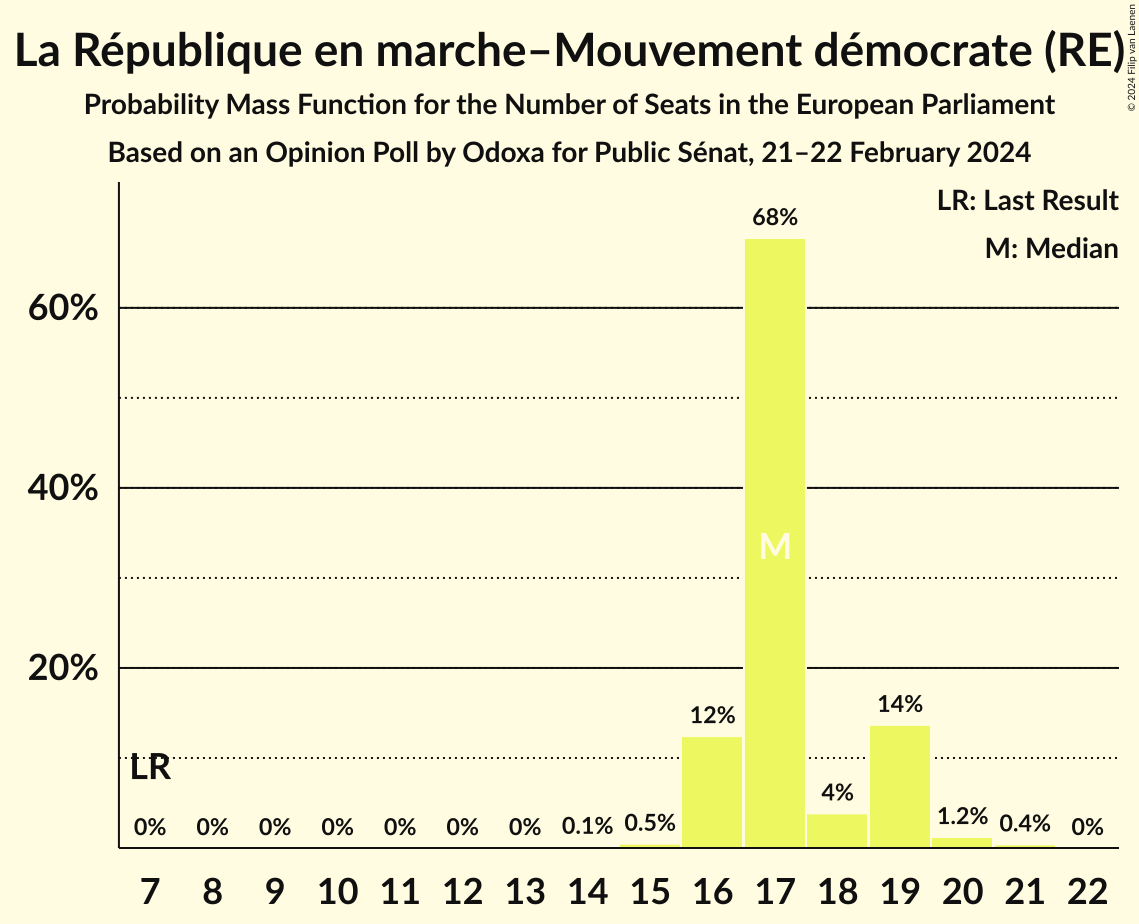 La République en marche–Mouvement démocrate (RE)
© 2024 Filip van Laenen
Probability Mass Function for the Number of Seats in the European Parliament
Based on an Opinion Poll by Odoxa for Public Sénat, 21–22 February 2024
LR: Last Result
M: Median
68%
60%
40%
M
20%
14%
12%
LR
4%
0% 0% 0% 0% 0% 0% 0% 0.1% 0.5% 1.2% 0.4% 0%
7 8 9 10 11 12 13 14 15 16 17 18 19 20 21 22